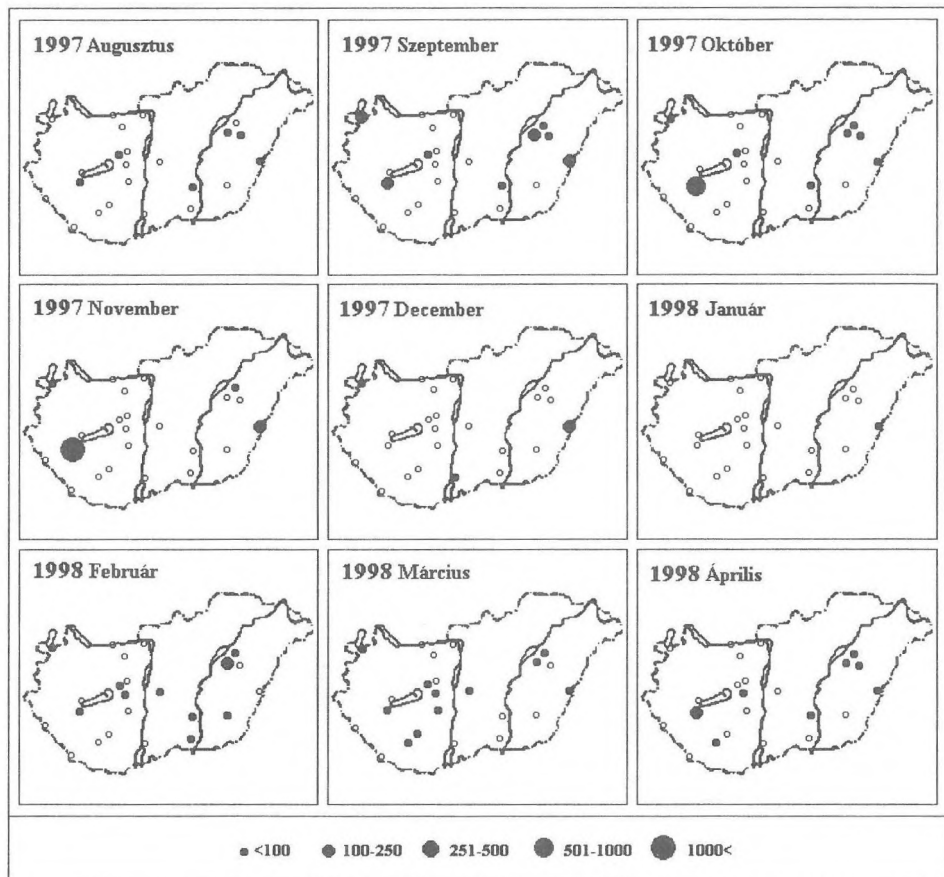 1997 Augusztus
1997 Szeptember
1997 Október
1997 November
1997 December
1998 Január
1998 Február
1998 Március
1998 Április
<100 100-250 251-500 501-1000 1000<